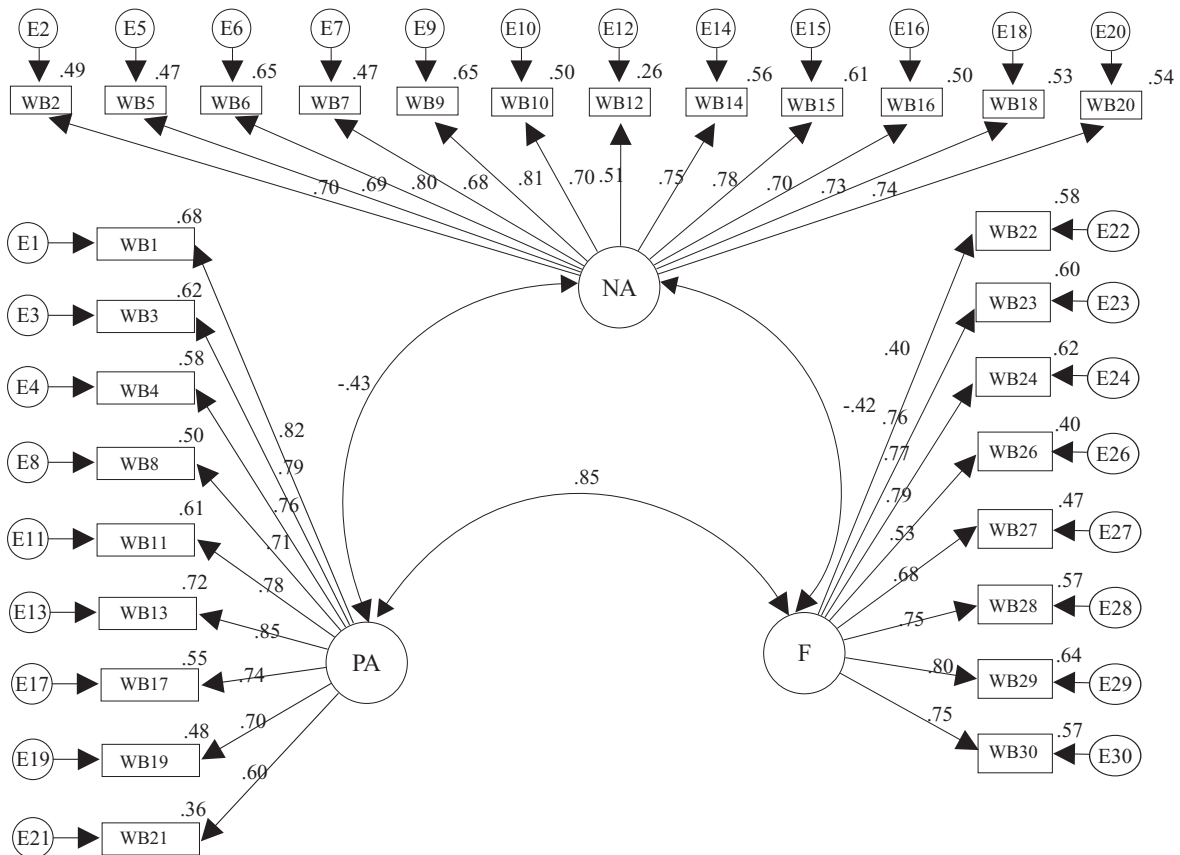 E2 E5 E6 E7 E9 E10 E12 E14 E15 E16 E18 E20
.49 .47 .65 .47 .65 .50 .26 .56 .61 .50 .53 .54
WB2 WB5 WB6 WB7 WB9 WB10 WB12 WB14 WB15 WB16 WB18 WB20
.70 .69 .80 .68 .81 .70 .51 .75 .78 .70 .73 .74
NA
.68
E1 WB1
.62
E3 WB3
.58
E4 WB4
.50
E8 WB8
.61
E11 WB11
.72
E13 WB13
.55
E17 WB17
.48
E19 WB19
.36
E21 WB21
.82
.79
.76
.71
.78
.85
.74
.70
.60
PA
-.43
.85
-.42
F
.40
.76
.77
.79
.53
.68
.75
.80
.75
.58
WB22 E22
.60
WB23 E23
.62
WB24 E24
.40
WB26 E26
.47
WB27 E27
.57
WB28 E28
.64
WB29 E29
.57
WB30 E30